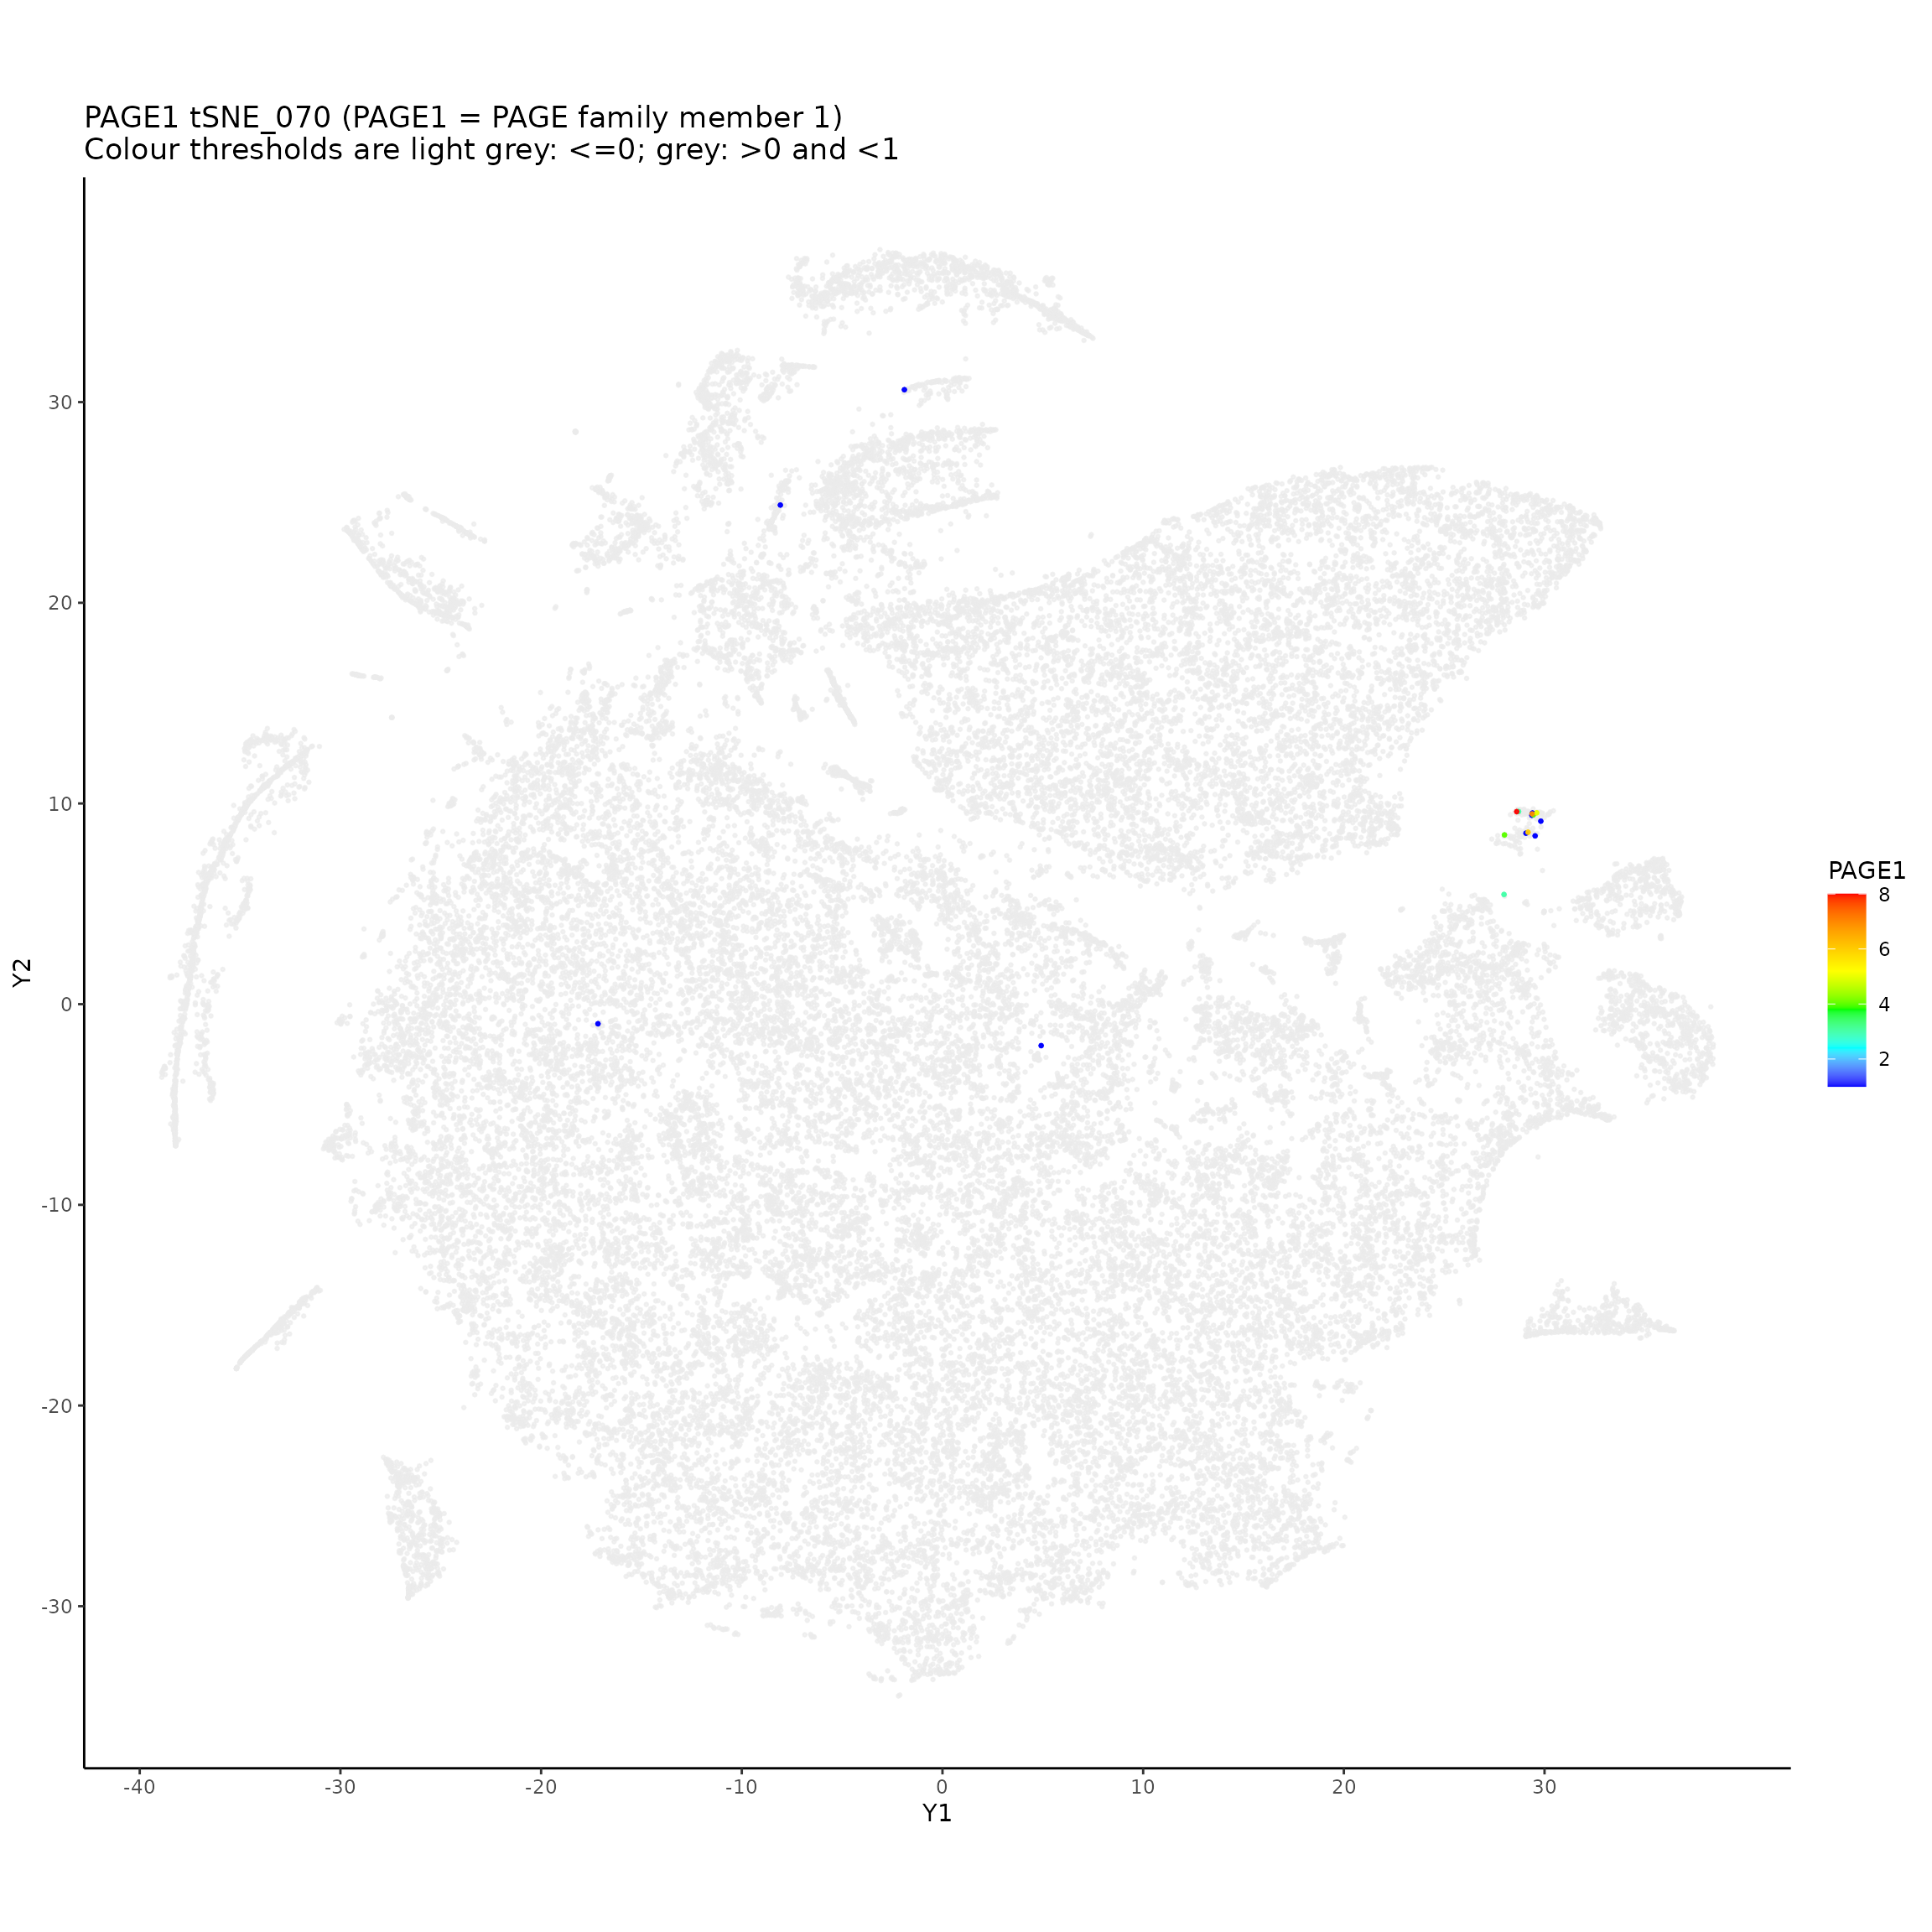 PAGE1 tSNE_070 (PAGE1 = PAGE family member 1)
Colour thresholds are light grey: <=0; grey: >0 and <1
30
20
10
0
-10
-20
-30
Y2
-40 -30 -20 -10 0 10 20 30
Y1
PAGE1
8
6
4
2